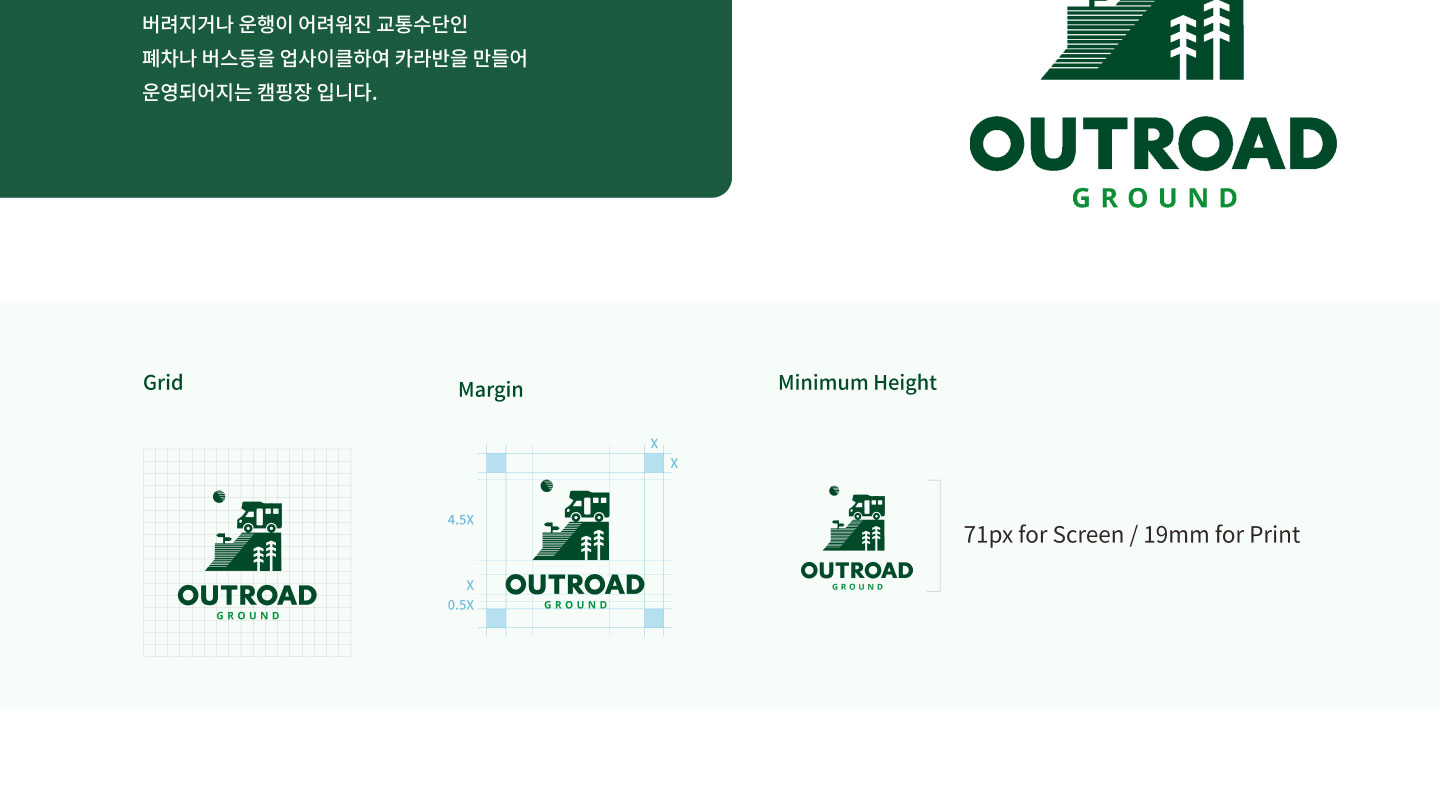 버려지거나 운행이 어려워진 교통수단인
폐차나 버스등을 업사이클하여 카라반을 만들어
운영되어지는 캠핑장 입니다.
OUTROAD
GROUND
Grid
Margin
Minimum Height
OUTROAD
GROUND
X
X
4.5X
X
0.5X
OUTROAD
GROUND
OUTROAD
GROUND
71px for Screen / 19mm for Print